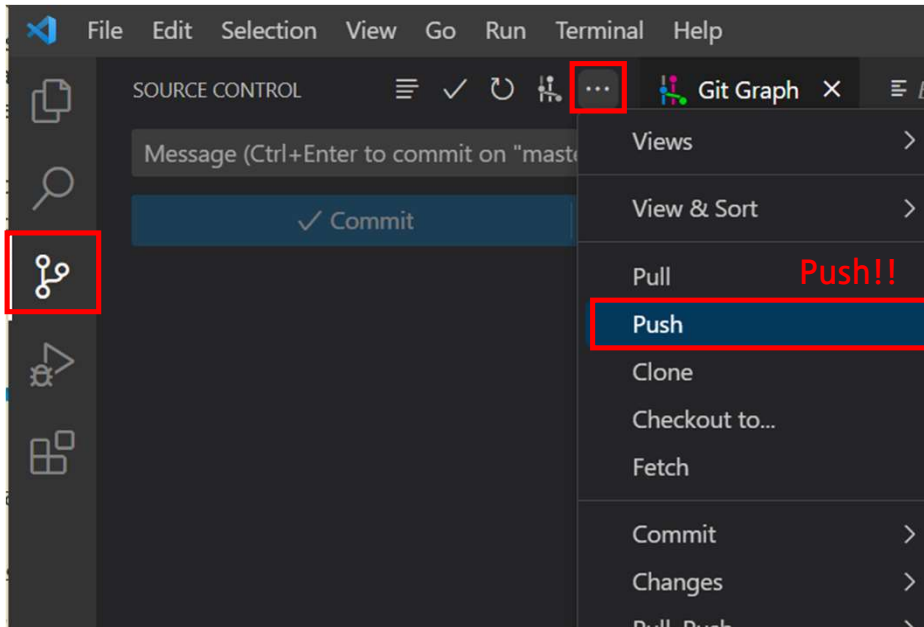 File Edit Selection View Go Run Terminal Help
SOURCE CONTROL
Git Graph
Message (Ctrl+Enter to commit on "maste
Commit
Views
View & Sort
Pull
Push!!
Push
Clone
Checkout to...
Fetch
Commit
Changes